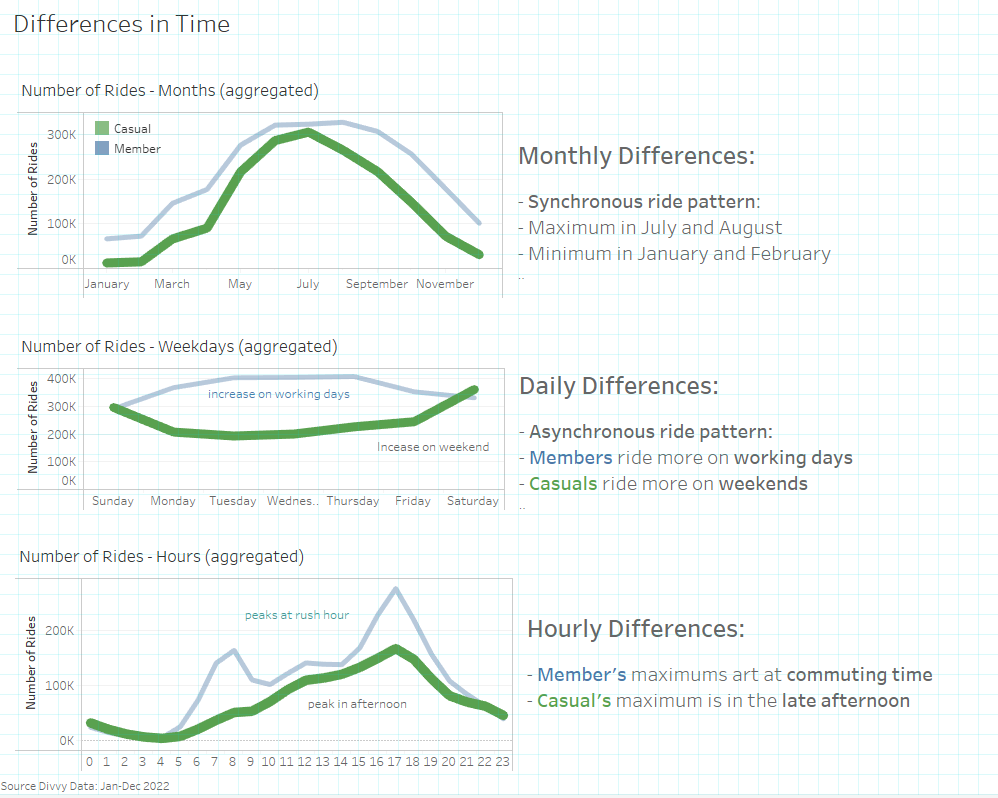 Differences in Time
Number of Rides - Months (aggregated)
Number of Rides
300K
200K
100K
0K
Casual
Member
January March May July September November
Monthly Differences:
- Synchronous ride pattern:
- Maximum in July and August
- Minimum in January and February
..
Number of Rides - Weekdays (aggregated)
Number of Rides
400K
300K
200K
100K
0K
increase on working days
Incease on weekend
Sunday Monday Tuesday Wednes.. Thursday Friday Saturday
Daily Differences:
- Asynchronous ride pattern:
- Members ride more on working days
- Casuals ride more on weekends
..
Number of Rides - Hours (aggregated)
Number of Rides
200K
100K
0K
peaks at rush hour
peak in afternoon
0 1 2 3 4 5 6 7 8 9 10 11 12 13 14 15 16 17 18 19 20 21 22 23
Hourly Differences:
- Member's maximums art at commuting time
- Casual's maximum is in the late afternoon
Source Divvy Data: Jan-Dec 2022